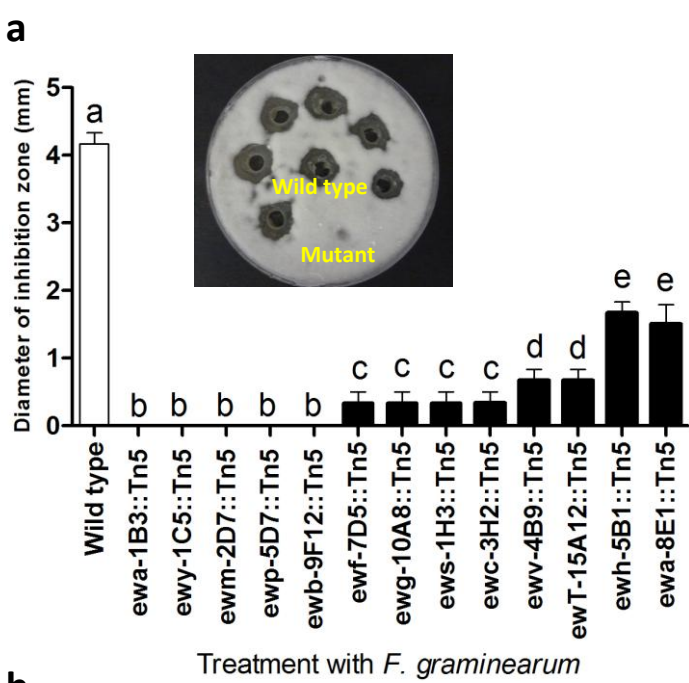 a
Diameter of inhibition zone (mm)
5
4
3
2
1
0
Wild type
Mutant
a
b
b
b
b
b
c
c
c
c
d
d
e
e
Wild type
ewa-1B3::Tn5
ewy-1C5::Tn5
ewm-2D7::Tn5
ewp-5D7::Tn5
ewb-9F12::Tn5
ewf-7D5::Tn5
ewg-10A8::Tn5
ews-1H3::Tn5
ewc-3H2::Tn5
ewv-4B9::Tn5
ewT-15A12::Tn5
ewh-5B1::Tn5
ewa-8E1::Tn5
Treatment with F. graminearum